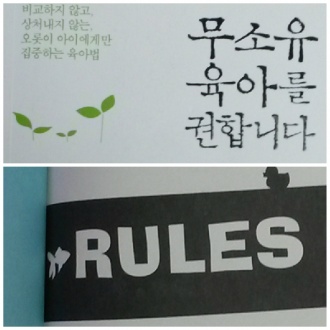 비교하지 않고,
상처내지 않는,
오롯이 아이에게만
집중하는 육아법
무소유
육아를
권합니다
RULES